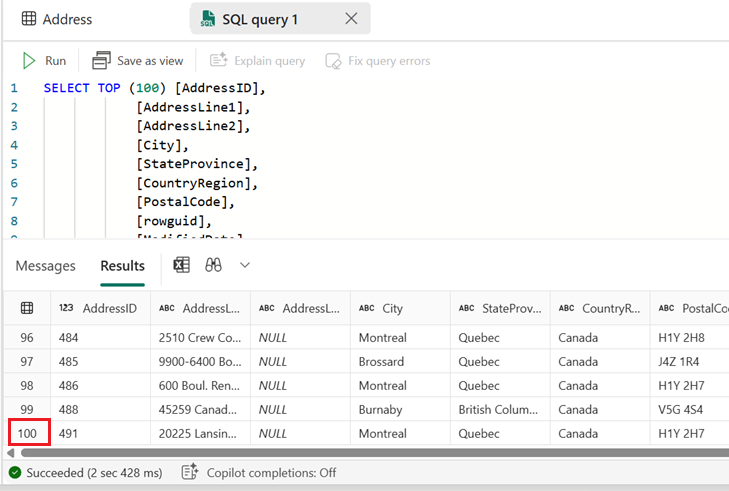 Address SQL query 1
Run Save as view Explain query Fix query errors
1 SELECT TOP (100) [AddressID],
2 [AddressLine1],
3 [AddressLine2],
4 [City],
5 [StateProvince],
6 [CountryRegion],
7 [PostalCode],
8 [rowguid],
9 [ModifiedDate]
Messages Results
123 AddressID ABC AddressL... ABC AddressL... ABC City ABC StateProv... ABC CountryR... ABC PostalCo
96 484 2510 Crew Co... NULL Montreal Quebec Canada H1Y 2H8
97 485 9900-6400 Bo... NULL Brossard Quebec Canada J4Z 1R4
98 486 600 Boul. Ren... NULL Montreal Quebec Canada H1Y 2H7
99 488 45259 Canad... NULL Burnaby British Colum... Canada V5G 4S4
100 491 20225 Lansin... NULL Montreal Quebec Canada H1Y 2H7
Succeeded (2 sec 428 ms) Copilot completions: Off